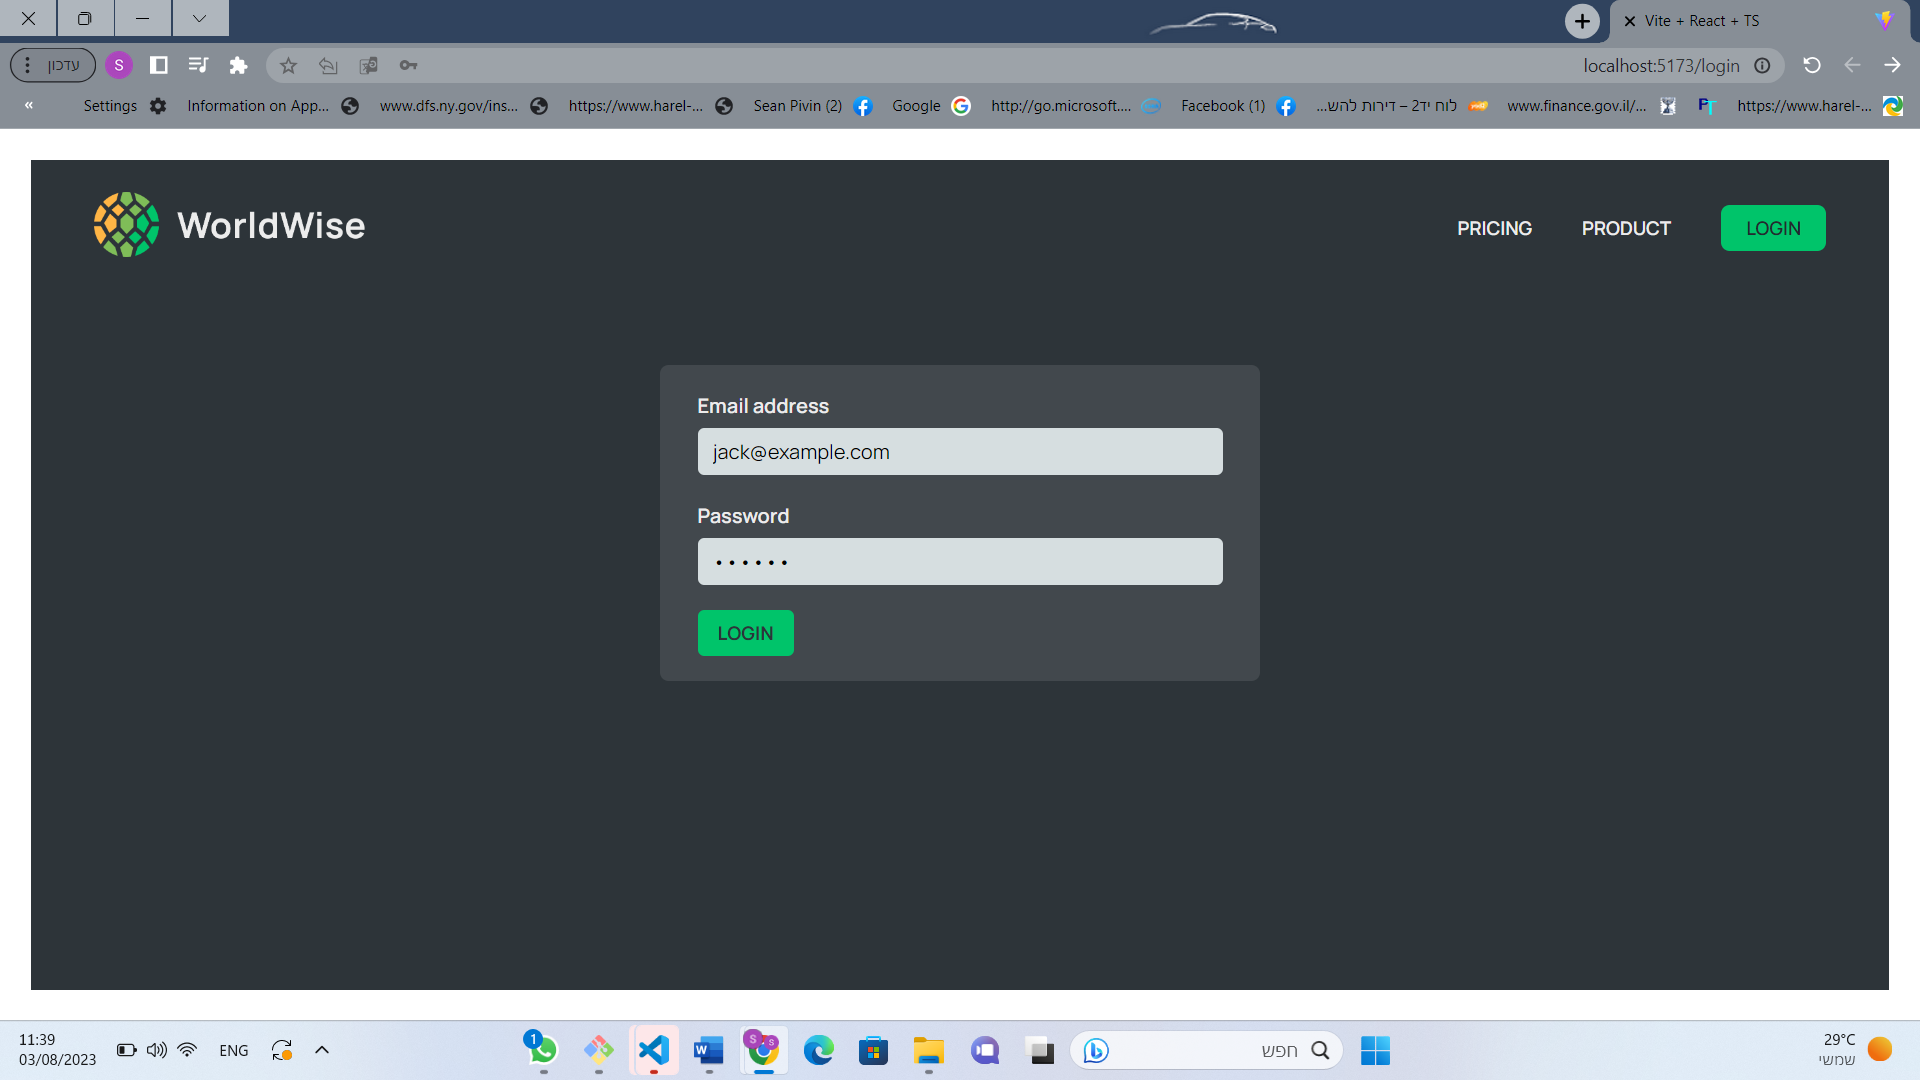 Vite + React + TS
עדכון
S
localhost:5173/login
«
Settings
Information on App...
www.dfs.ny.gov/ins...
https://www.harel-...
Sean Pivin (2)
Google
http://go.microsoft....
Facebook (1)
לוח יד2 – דירות להש...
www.finance.gov.il/...
PT
https://www.harel-...
WorldWise
PRICING
PRODUCT
LOGIN
Email address
jack@example.com
Password
••••••
LOGIN
11:39
03/08/2023
ENG
1
W
S
S
חפש
29°C
שמשי